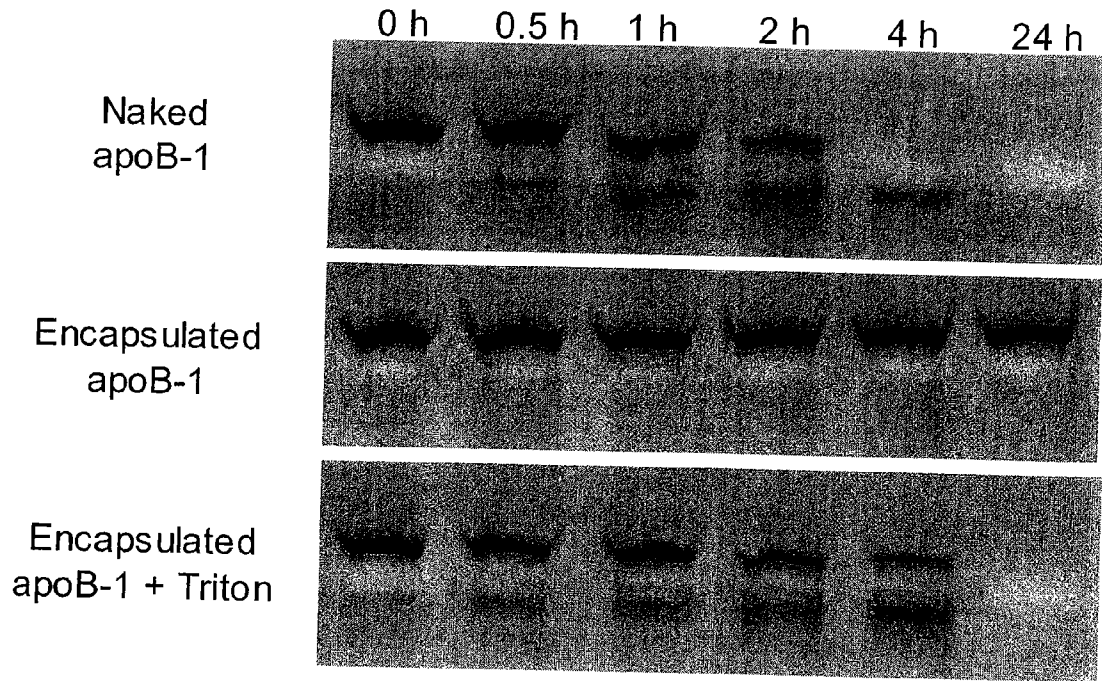 0 h 0.5 h 1 h 2 h 4 h 24 h
Naked
apoB-1
Encapsulated
apoB-1
Encapsulated
apoB-1 + Triton